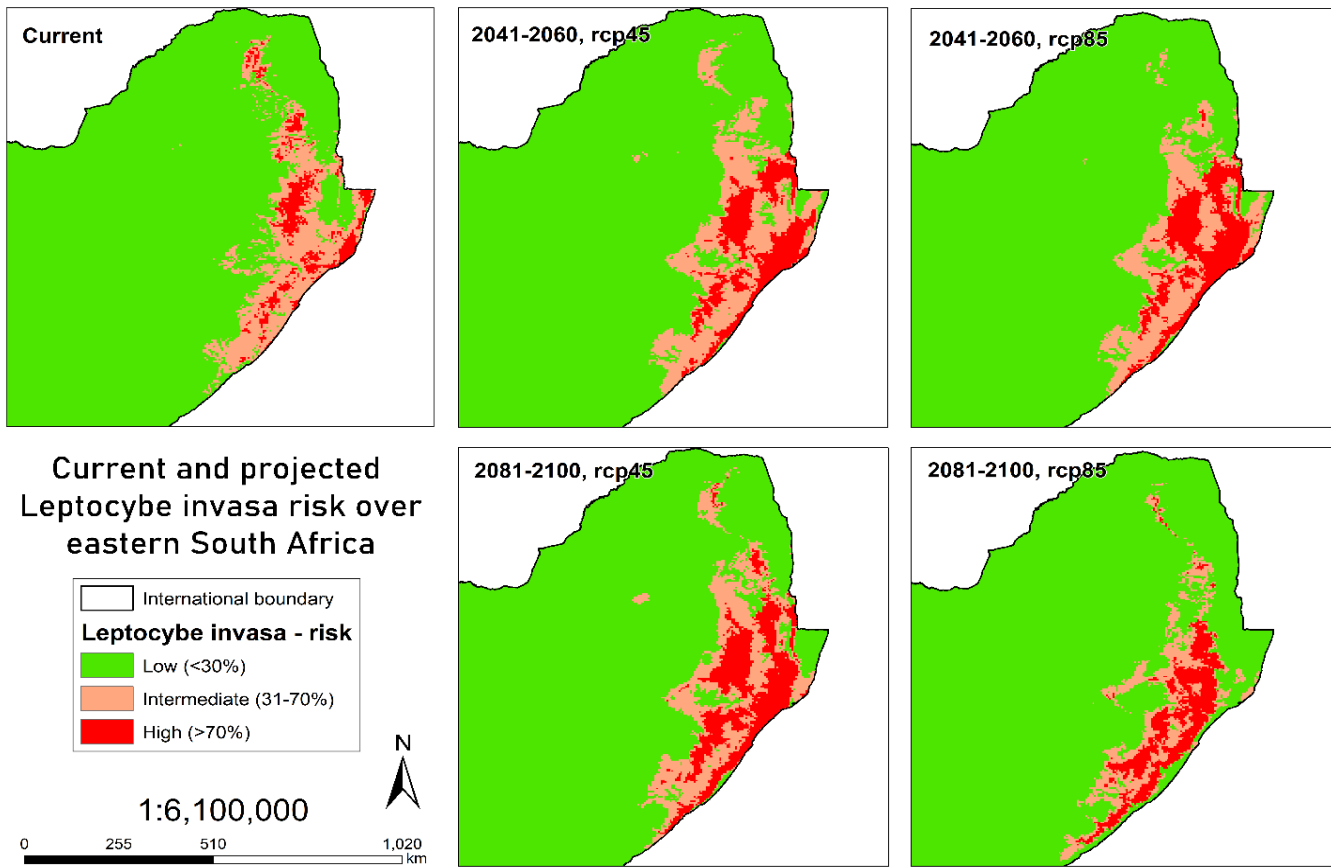 Current
2041-2060, rcp45
2041-2060, rcp85
Current and projected
Leptocybe invasa risk over
eastern South Africa
International boundary
Leptocybe invasa - risk
Low (<30%)
Intermediate (31-70%)
High (>70%)
N
1:6,100,000
0 255 510 1,020
km
2081-2100, rcp45
2081-2100, rcp85